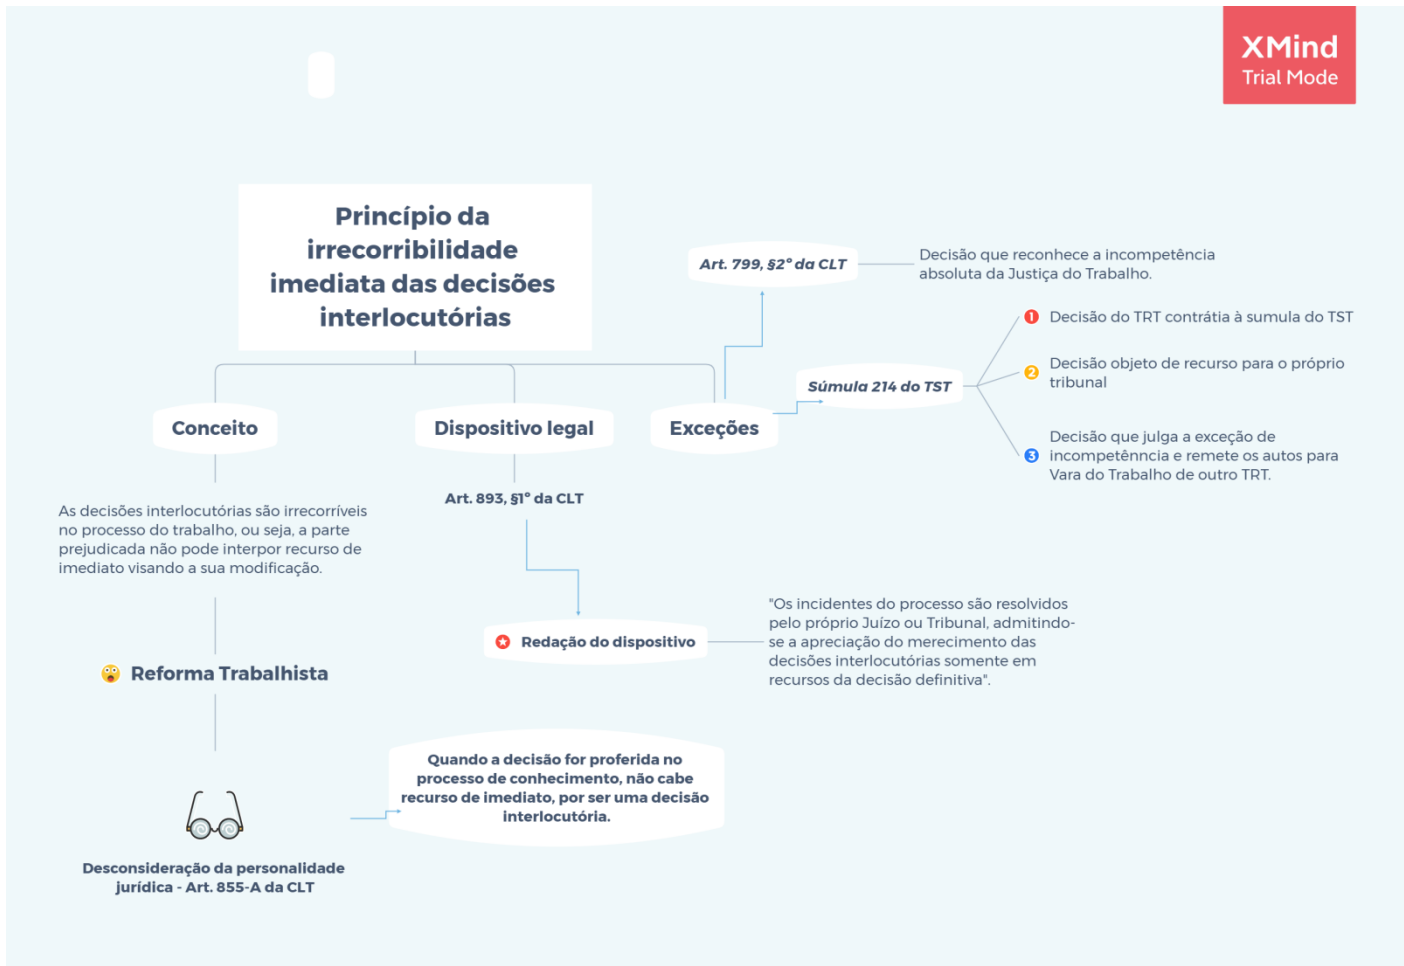 XMind
Trial Mode
Princípio da
irrecorribilidade
imediata das decisões
interlocutórias
Conceito
As decisões interlocutórias são irrecorríveis
no processo do trabalho, ou seja, a parte
prejudicada não pode interpor recurso de
imediato visando a sua modificação.
Reforma Trabalhista
Desconsideração da personalidade
jurídica - Art. 855-A da CLT
Quando a decisão for proferida no
processo de conhecimento, não cabe
recurso de imediato, por ser uma decisão
interlocutória.
Dispositivo legal
Art. 893, §1º da CLT
Redação do dispositivo
"Os incidentes do processo são resolvidos
pelo próprio Juízo ou Tribunal, admitindo-
se a apreciação do merecimento das
decisões interlocutórias somente em
recursos da decisão definitiva".
Exceções
Art. 799, §2º da CLT
Decisão que reconhece a incompetência
absoluta da Justiça do Trabalho.
Súmula 214 do TST
1 Decisão do TRT contrátia à sumula do TST
2 Decisão objeto de recurso para o próprio
tribunal
3 Decisão que julga a exceção de
incompetênncia e remete os autos para
Vara do Trabalho de outro TRT.